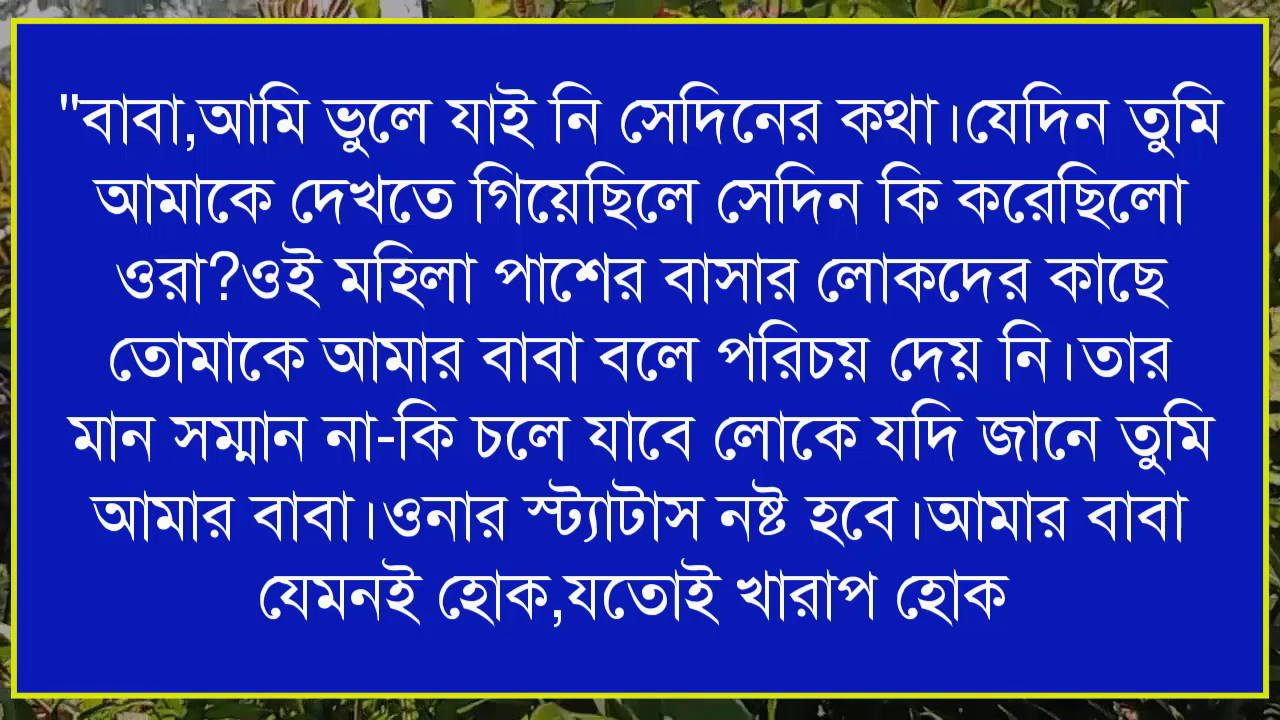 "বাবা,আমি ভুলে যাই নি সেদিনের কথা।যেদিন তুমি
আমাকে দেখতে গিয়েছিলে সেদিন কি করেছিলো
ওরা?ওই মহিলা পাশের বাসার লোকদের কাছে
তোমাকে আমার বাবা বলে পরিচয় দেয় নি।তার
মান সম্মান না-কি চলে যাবে লোকে যদি জানে তুমি
আমার বাবা।ওনার স্ট্যাটাস নষ্ট হবে।আমার বাবা
যেমনই হোক,যতোই খারাপ হোক